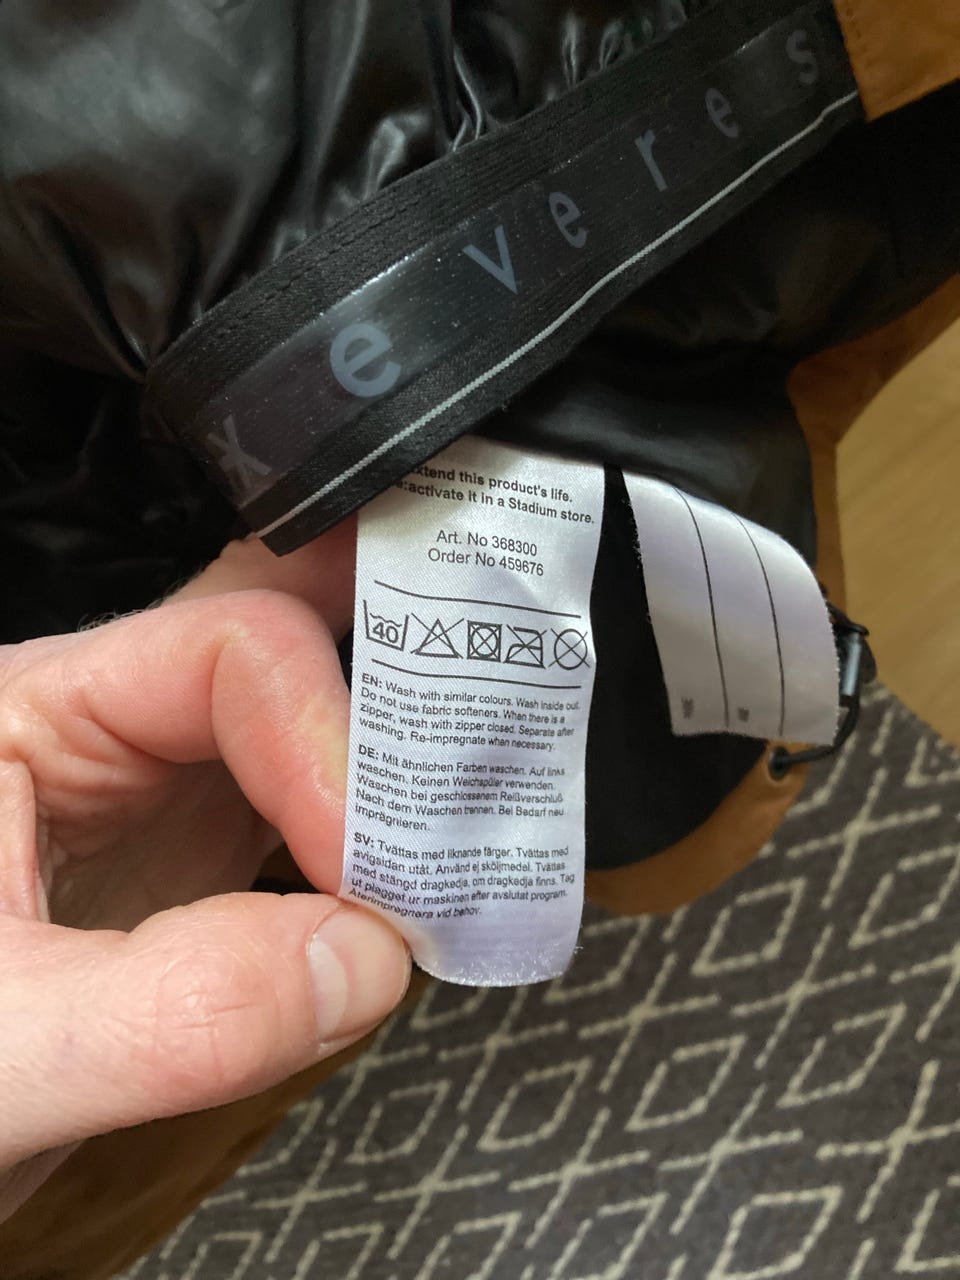 everes
xtend this product's life.
e:activate it in a Stadium store.
Art. No 368300
Order No 459676
40
EN: Wash with similar colours. Wash inside out.
Do not use fabric softeners. When there is a
zipper, wash with zipper closed. Separate after
washing. Re-impregnate when necessary.
DE: Mit ähnlichen Farben waschen. Auf links
waschen. Keinen Weichspüler verwenden.
Waschen bei geschlossenem Reißverschluß
Nach dem Waschen trennen. Bei Bedarf neu
imprägnieren.
SV: Tvättas med liknande färger. Tvättas med
avigsidan utåt. Använd ej sköljmedel. Tvättas
med stängd dragkedja, om dragkedja finns. Tag
ut plagget ur maskinen efter avslutat program.
Återimpregnera vid behov.